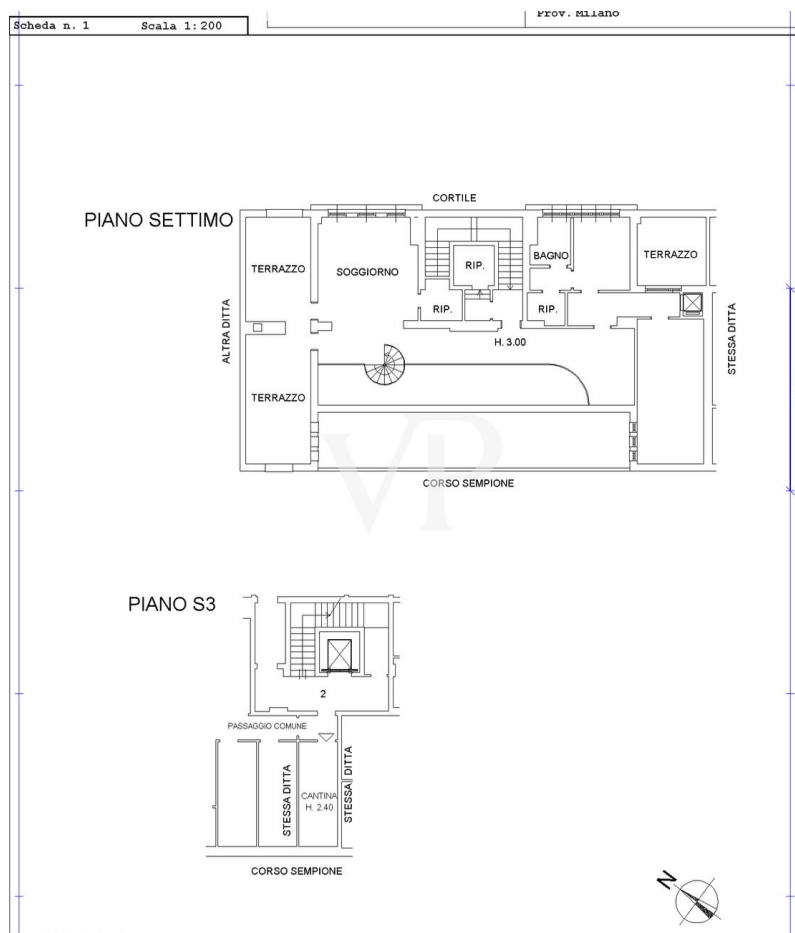 Prov. Milano
Scheda n. 1 Scala 1:200
CORTILE
PIANO SETTIMO
TERRAZZO
SOGGIORNO
RIP.
BAGNO
TERRAZZO
RIP.
RIP.
ALTRA DITTA
STESSA DITTA
H. 3.00
TERRAZZO
VP
CORSO SEMPIONE
PIANO S3
2
PASSAGGIO COMUNE
STESSA DITTA
CANTINA
H. 2.40
STESSA DITTA
CORSO SEMPIONE
N